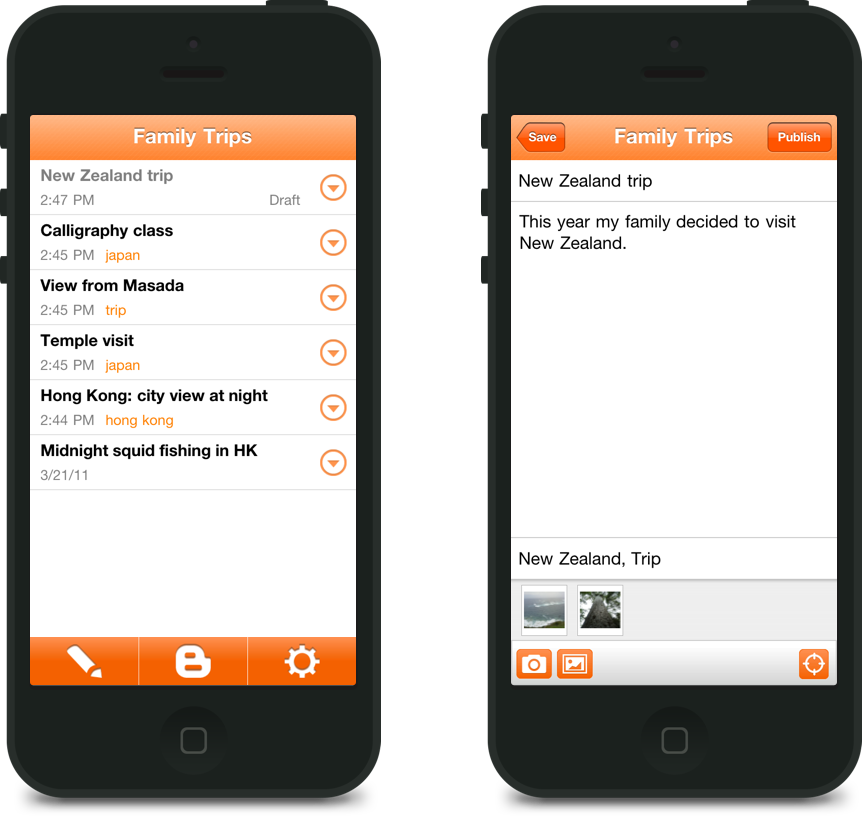 Family Trips
New Zealand trip
2:47 PM Draft
Calligraphy class
2:45 PM japan
View from Masada
2:45 PM trip
Temple visit
2:45 PM japan
Hong Kong: city view at night
2:44 PM hong kong
Midnight squid fishing in HK
3/21/11
Save Family Trips Publish
New Zealand trip
This year my family decided to visit
New Zealand.
New Zealand, Trip